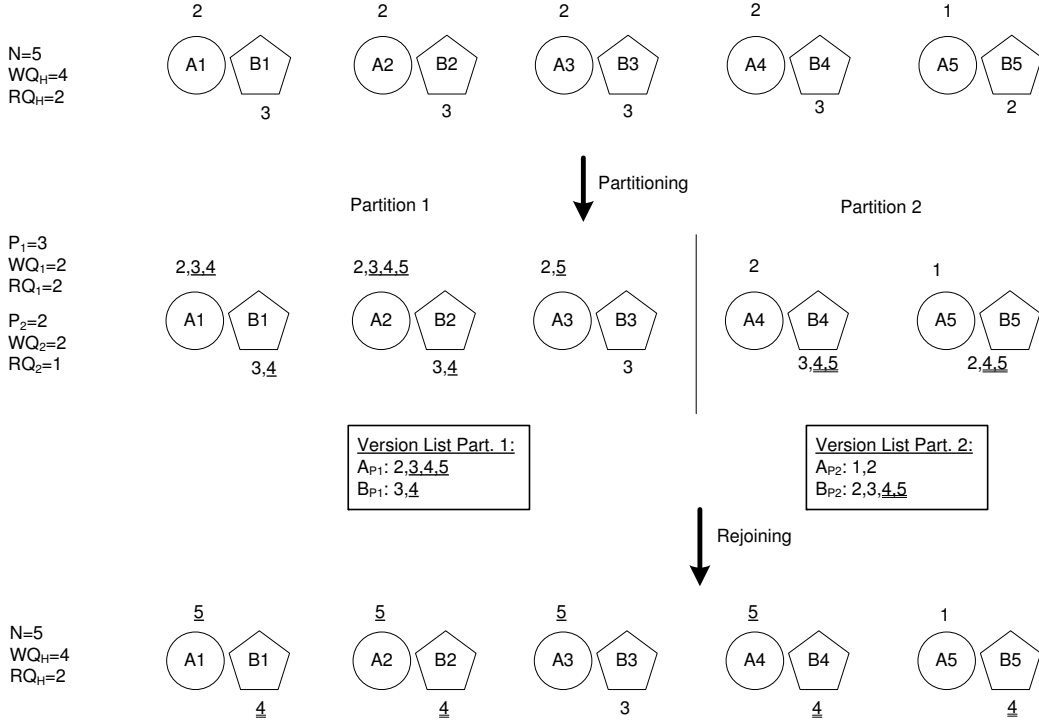 2 2 2 2 1
N=5
WQH=4
RQH=2
A1 B1 A2 B2 A3 B3 A4 B4 A5 B5
3 3 3 3 2
Partitioning
Partition 1 Partition 2
P1=3
WQ1=2
RQ1=2
P2=2
WQ2=2
RQ2=1
2,3,4 2,3,4,5 2,5 2 1
A1 B1 A2 B2 A3 B3 A4 B4 A5 B5
3,4 3,4 3 3,4,5 2,4,5
Version List Part. 1:
AP1: 2,3,4,5
BP1: 3,4
Version List Part. 2:
AP2: 1,2
BP2: 2,3,4,5
Rejoining
5 5 5 5 1
N=5
WQH=4
RQH=2
A1 B1 A2 B2 A3 B3 A4 B4 A5 B5
4 4 3 4 4